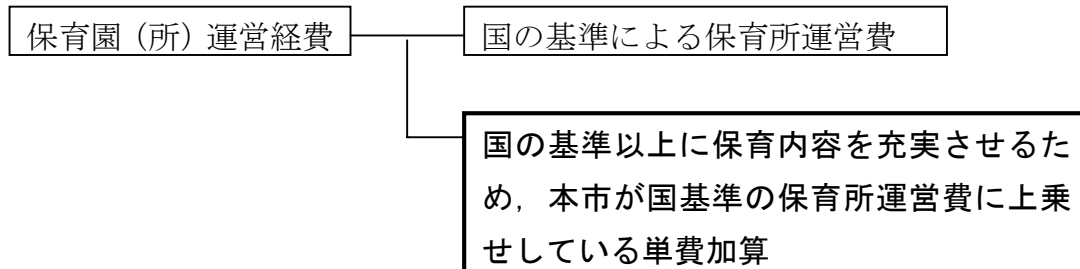 保育園（所）運営経費
国の基準による保育所運営費
国の基準以上に保育内容を充実させるた
め，本市が国基準の保育所運営費に上乗
せしている単費加算